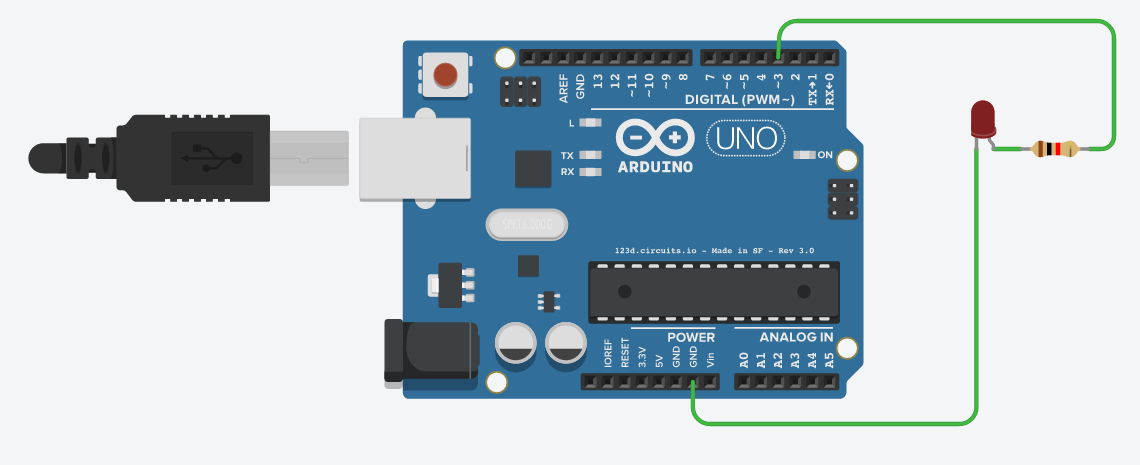 AREF
GND
13
12
~11
~10
~9
8
7
~6
~5
4
~3
2
TX→1
RX←0
DIGITAL (PWM~)
L
TX
RX
UNO
ON
ARDUINO
SPK16.000G
123d.circuits.io - Made in SF - Rev 3.0
POWER
ANALOG IN
IOREF
RESET
3.3V
5V
GND
GND
Vin
A0
A1
A2
A3
A4
A5